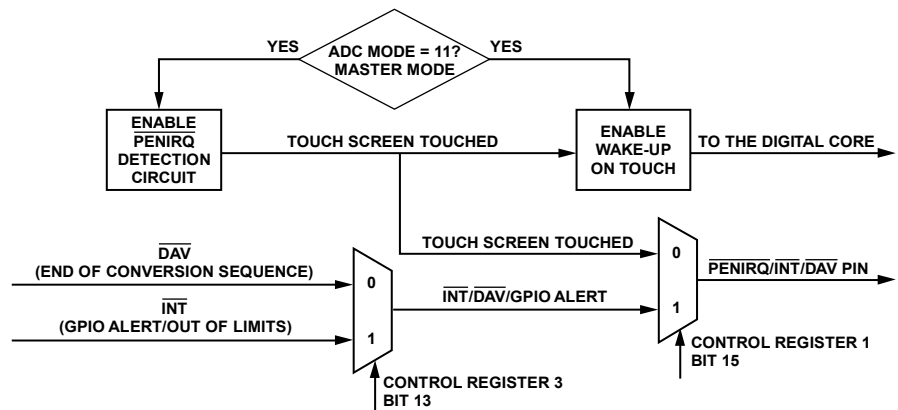 YES
ADC MODE = 11?
MASTER MODE
YES
ENABLE
PENIRQ
DETECTION
CIRCUIT
TOUCH SCREEN TOUCHED
ENABLE
WAKE-UP
ON TOUCH
TO THE DIGITAL CORE
TOUCH SCREEN TOUCHED
0
1
PENIRQ/INT/DAV PIN
DAV
(END OF CONVERSION SEQUENCE)
INT
(GPIO ALERT/OUT OF LIMITS)
0
1
INT/DAV/GPIO ALERT
CONTROL REGISTER 1
BIT 15
CONTROL REGISTER 3
BIT 13